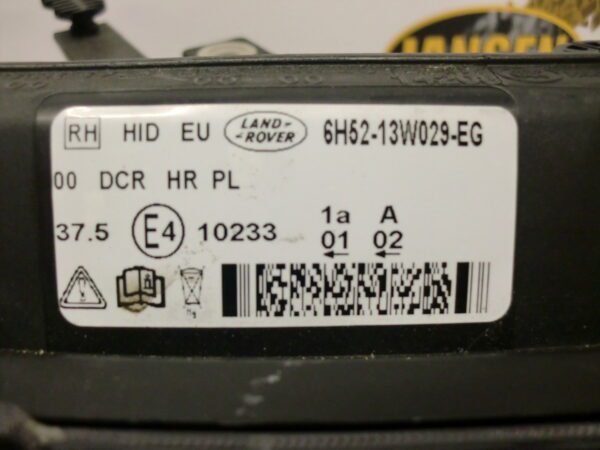 JANSEN
RH HID EU LAND-ROVER 6H52-13W029-EG
00 DCR HR PL
1a A
37.5 E4 10233 01 02
Hg